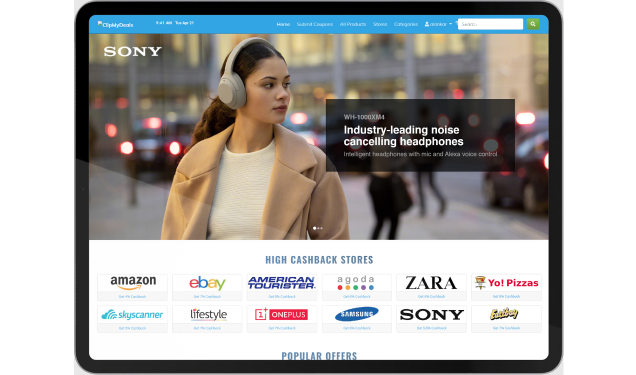 ClipMyDeals
9:41 AM Tue Apr 27
Home Submit Coupons All Products Stores Categories
Search
SONY
WH-1000XM4
Industry-leading noise
cancelling headphones
Intelligent headphones with mic and Alexa voice control
HIGH CASHBACK STORES
amazon ebay AMERICAN TOURISTER agoda ZARA Yo! Pizzas
skyscanner lifestyle ONEPLUS SAMSUNG SONY Eatboy
POPULAR OFFERS